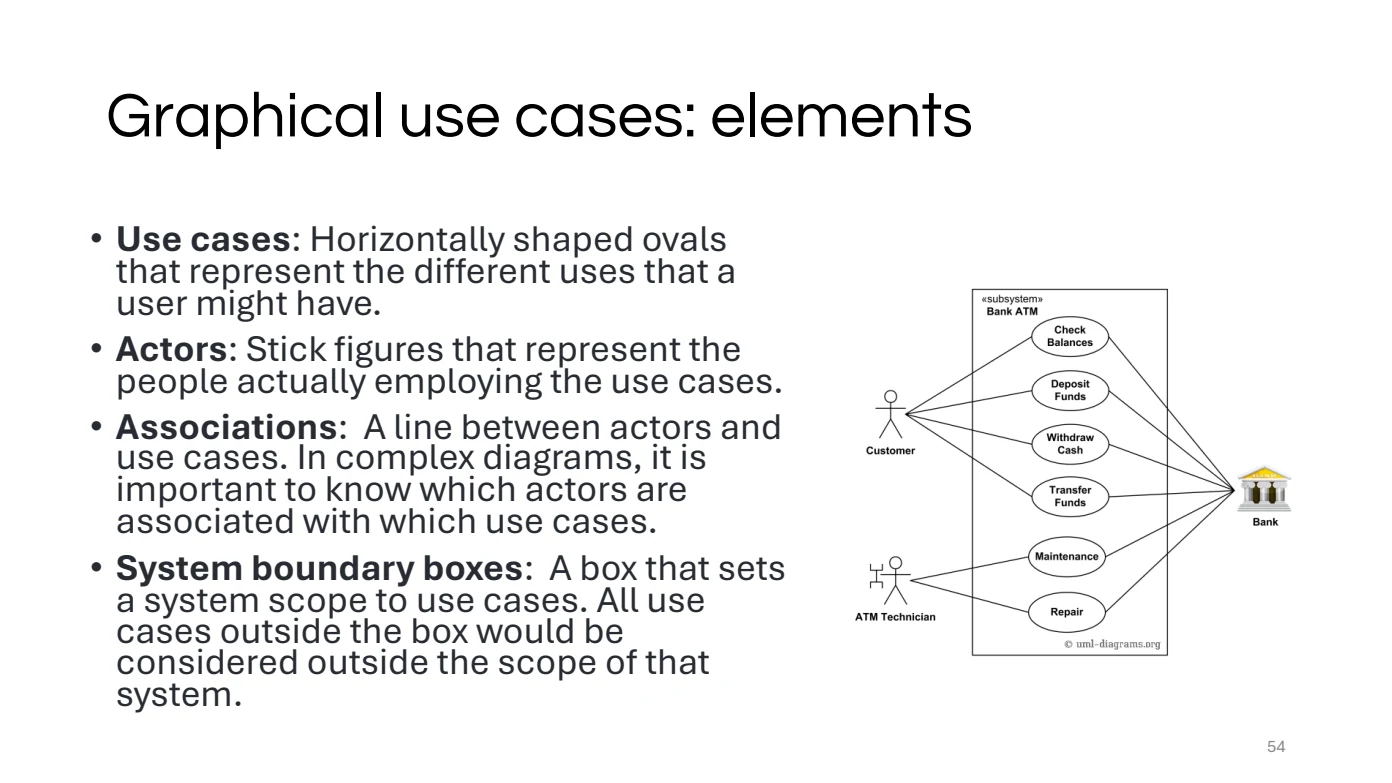 Graphical use cases: elements
• Use cases: Horizontally shaped ovals
that represent the different uses that a
user might have.
• Actors: Stick figures that represent the
people actually employing the use cases.
• Associations:  A line between actors and
use cases. In complex diagrams, it is
important to know which actors are
associated with which use cases.
• System boundary boxes:  A box that sets
a system scope to use cases. All use
cases outside the box would be
considered outside the scope of that
system.
«subsystem»
Bank ATM
Check
Balances
Deposit
Funds
Withdraw
Cash
Transfer
Funds
Maintenance
Repair
© uml-diagrams.org
Customer
ATM Technician
Bank
54